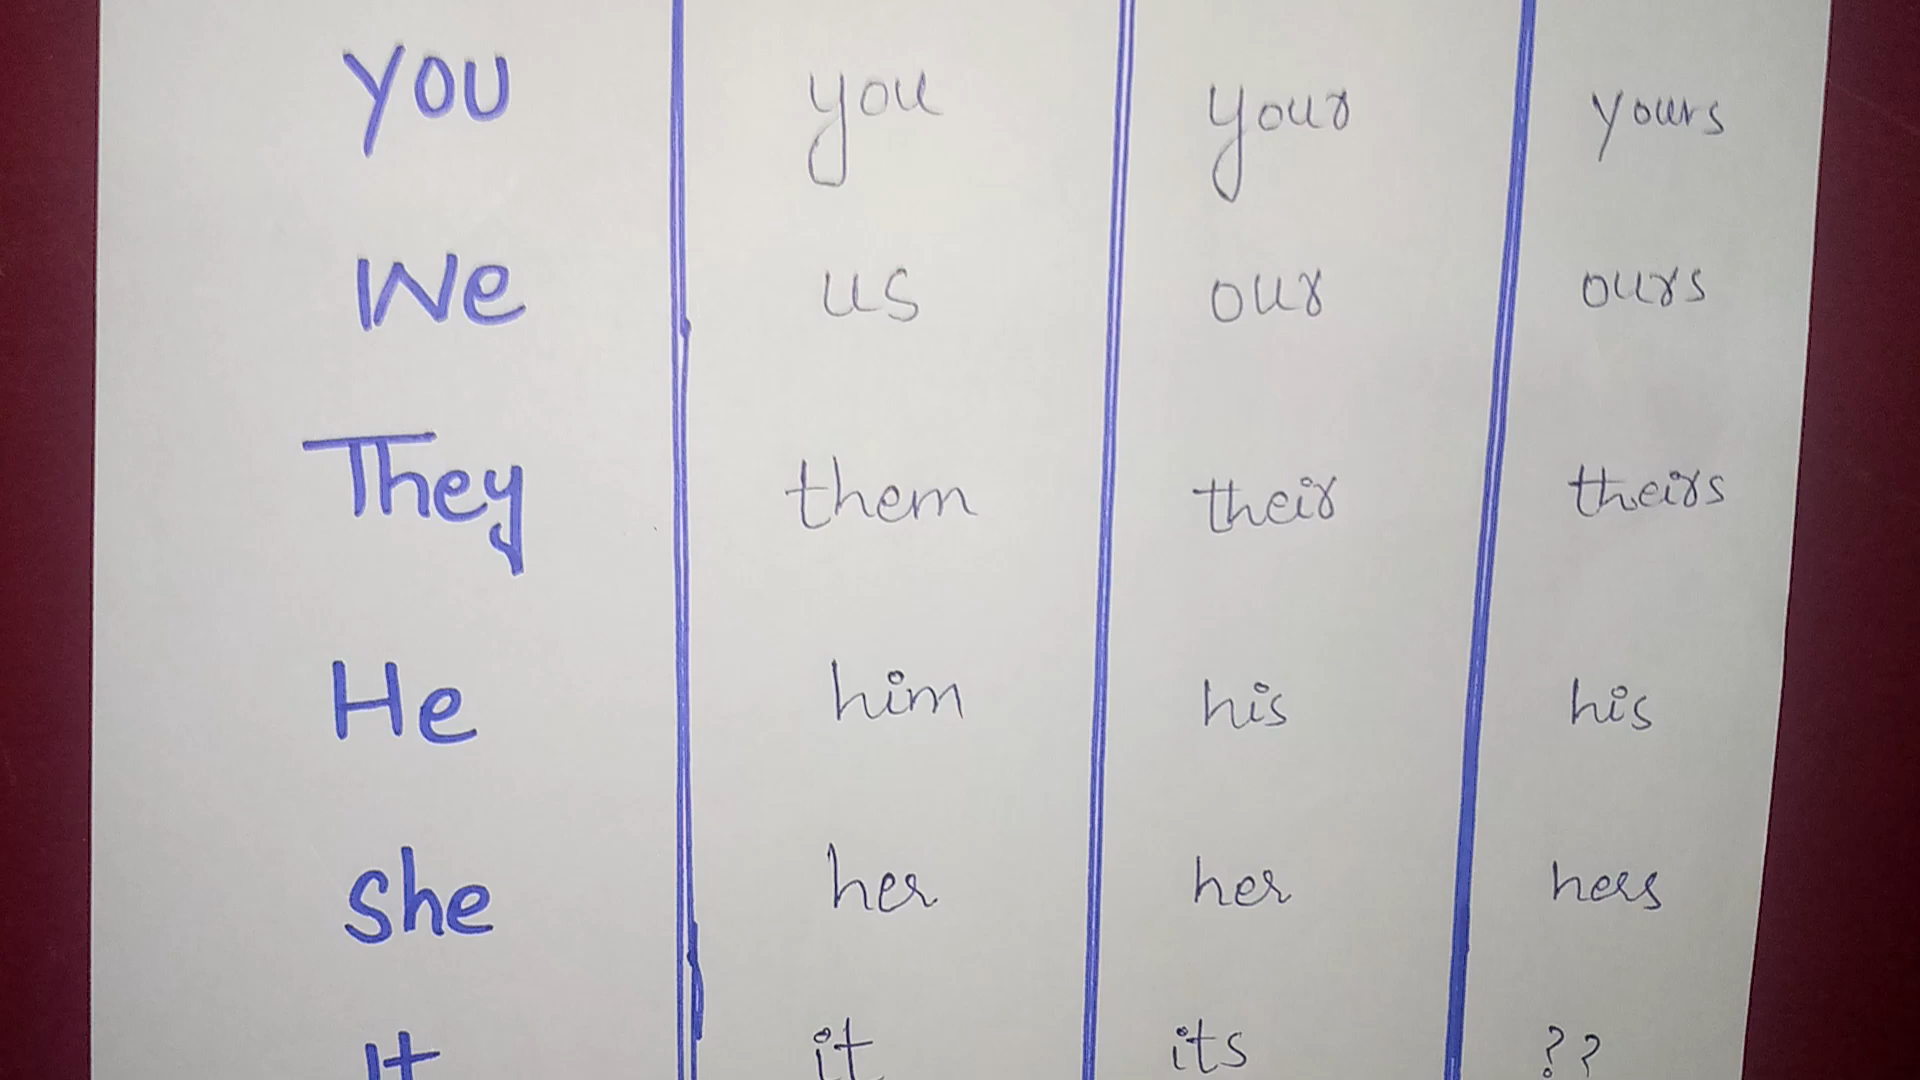 YOU you your yours
We us our ours
They them their theirs
He him his his
She her her hers
It it its ??